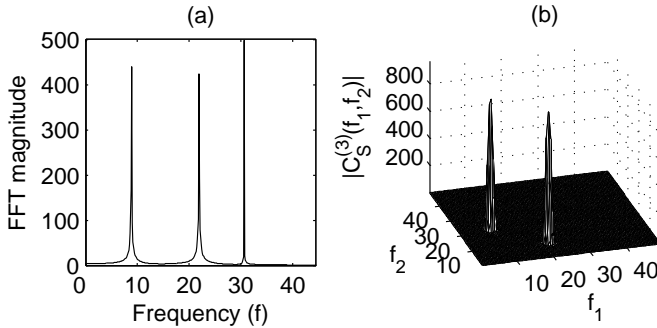 (a)
500
400
300
200
100
0
FFT magnitude
0 10 20 30 40
Frequency (f)
(b)
800
600
400
200
|C_S^(3)(f_1,f_2)|
40
30
20
10
f_2
10 20 30 40
f_1